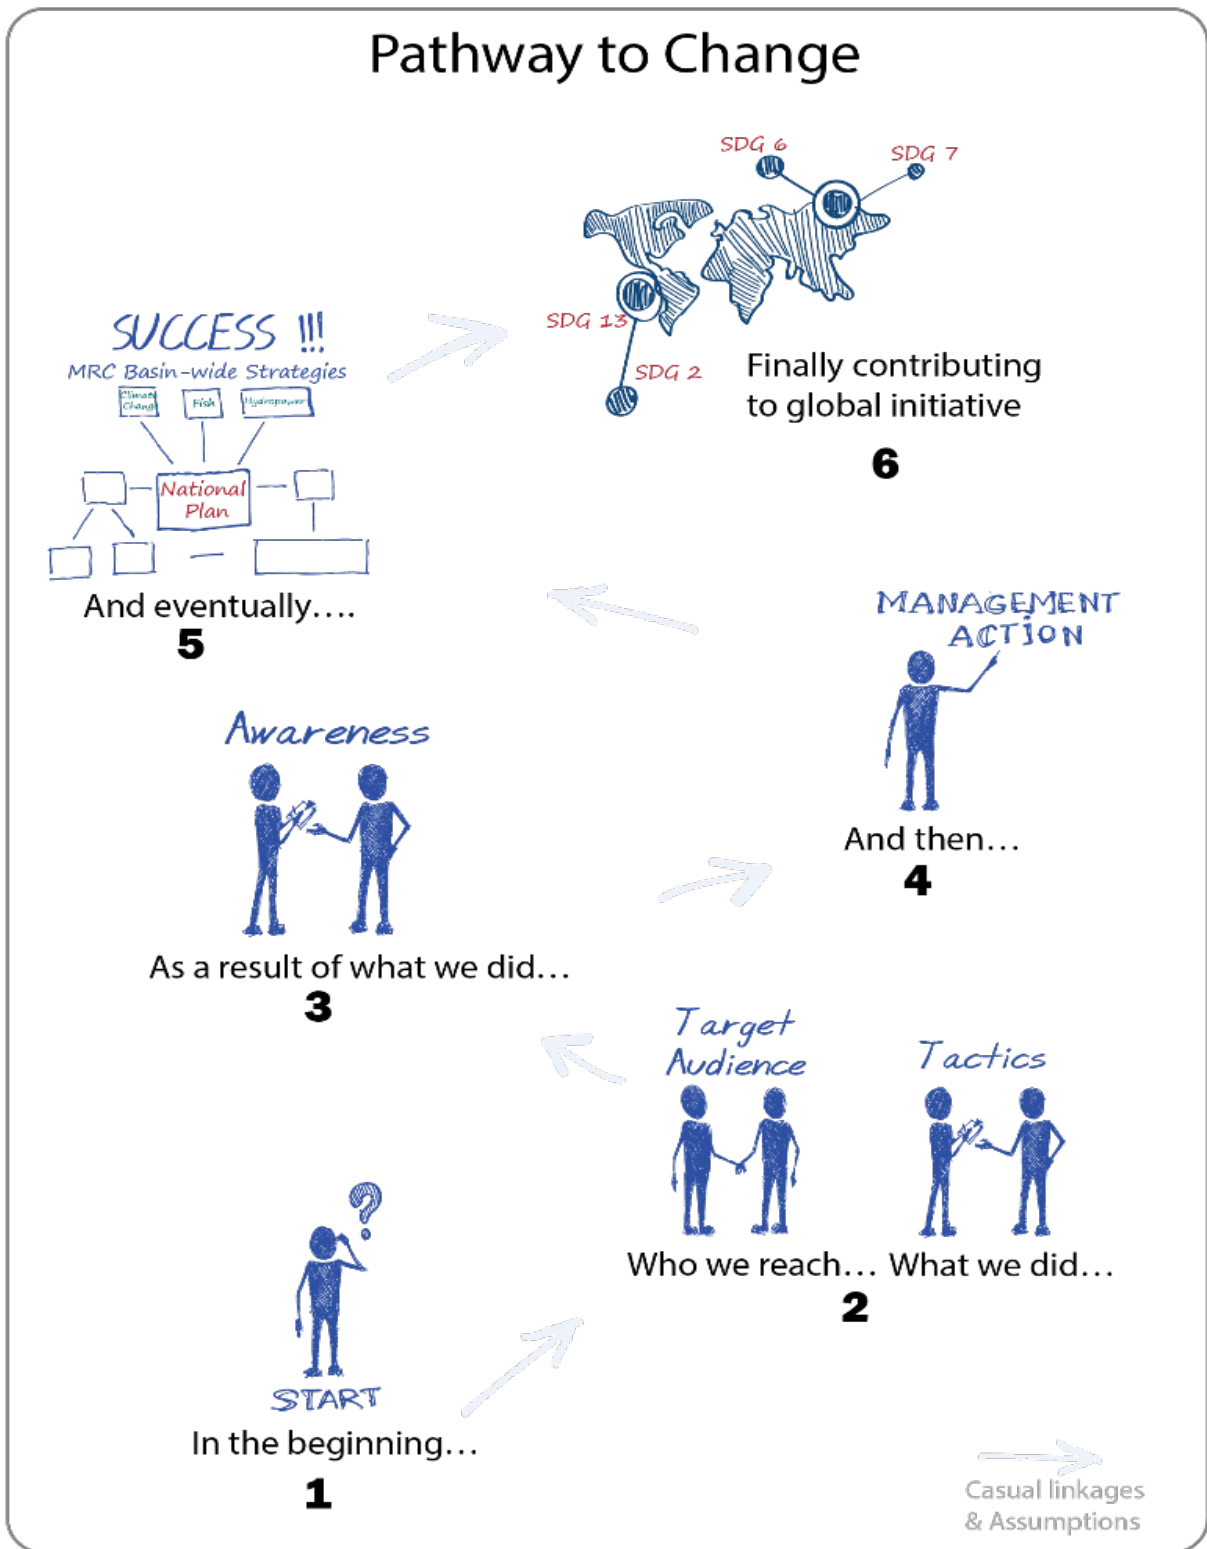 Pathway to Change
SDG 6
SDG 7
SDG 13
SDG 2
Finally contributing
to global initiative
6
SUCCESS !!!
MRC Basin-wide Strategies
Climate
Change
Fish
Hydropower
National
Plan
And eventually....
5
MANAGEMENT
ACTION
And then...
4
Awareness
As a result of what we did...
3
Target
Audience
Tactics
Who we reach... What we did...
2
?
START
In the beginning...
1
Casual linkages
& Assumptions